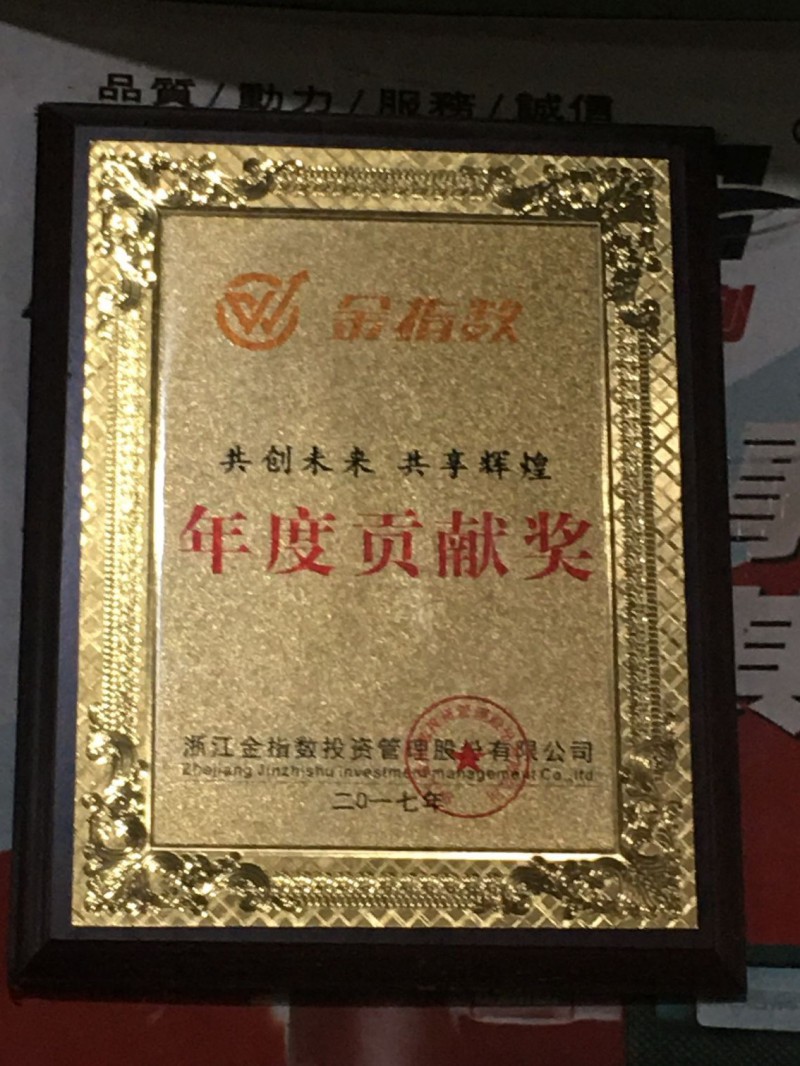 品質/動力/服務/誠信
金指数
共创未来 共享辉煌
年度贡献奖
浙江金指数投资管理股份有限公司
Zhejiang Jinzhishu investment management Co.,ltd
二0一七年